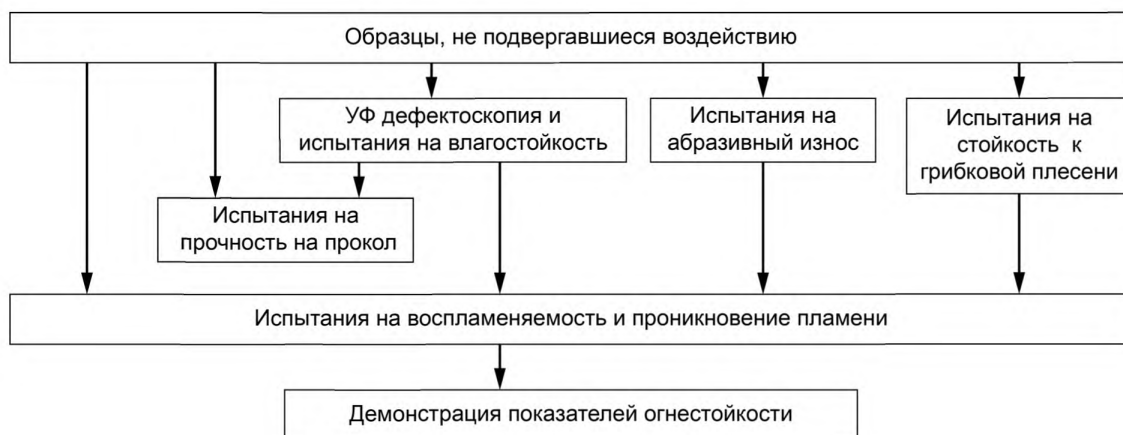 Образцы, не подвергавшиеся воздействию
УФ дефектоскопия и
испытания на влагостойкость
Испытания на
абразивный износ
Испытания на
стойкость к
грибковой плесени
Испытания на
прочность на прокол
Испытания на воспламеняемость и проникновение пламени
Демонстрация показателей огнестойкости